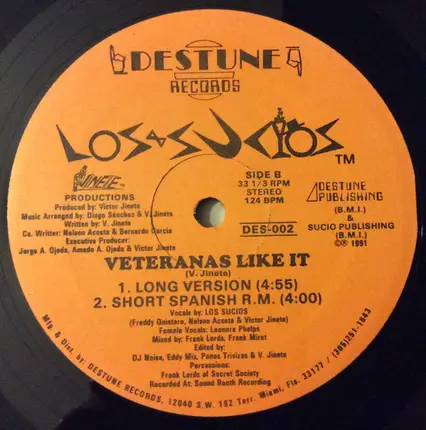 DESTUNE
RECORDS
LOS SUCIOS
TM
JINETE
PRODUCTIONS
Produced by: Victor Jinete
Music Arranged by: Diego Sánchez & V. Jinete
Written by: V. Jinete
Co. Writter: Nelson Acosta & Bernardo Garcia
Executive Producer:
Jorge A. Ojeda, Amado A. Ojeda & Victor Jinete
SIDE B
33 1/3 RPM
STEREO
124 BPM
DES-002
DESTUNE
PUBLISHING
(B.M.I.) &
SUCIO PUBLISHING
(B.M.I.)
©℗ 1991
VETERANAS LIKE IT
(V. Jinete)
1. LONG VERSION (4:55)
2. SHORT SPANISH R.M. (4:00)
Vocals by: LOS SUCIOS
(Freddy Quintero, Nelson Acosta & Victor Jinete)
Female Vocals: Leonora Phelps
Mixed by: Frank Lords, Frank Miret
Edited by:
DJ Noise, Eddy Mix, Panos Trivizas & V. Jinete
Percussions:
Frank Lords of Secret Society
Recorded At: Sound Booth Recording
Mfg & Dist. by: DESTUNE RECORDS, 12040 S.W. 192 Terr. Miami, Fla. 33177 / (305)251-1643